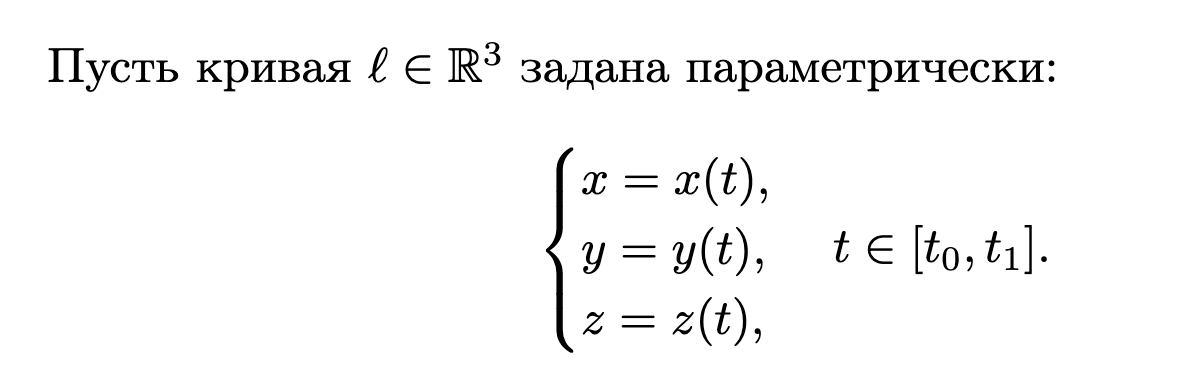 Пусть кривая ℓ ∈ ℝ³ задана параметрически:
x = x(t),
y = y(t), t ∈ [t₀, t₁].
z = z(t),